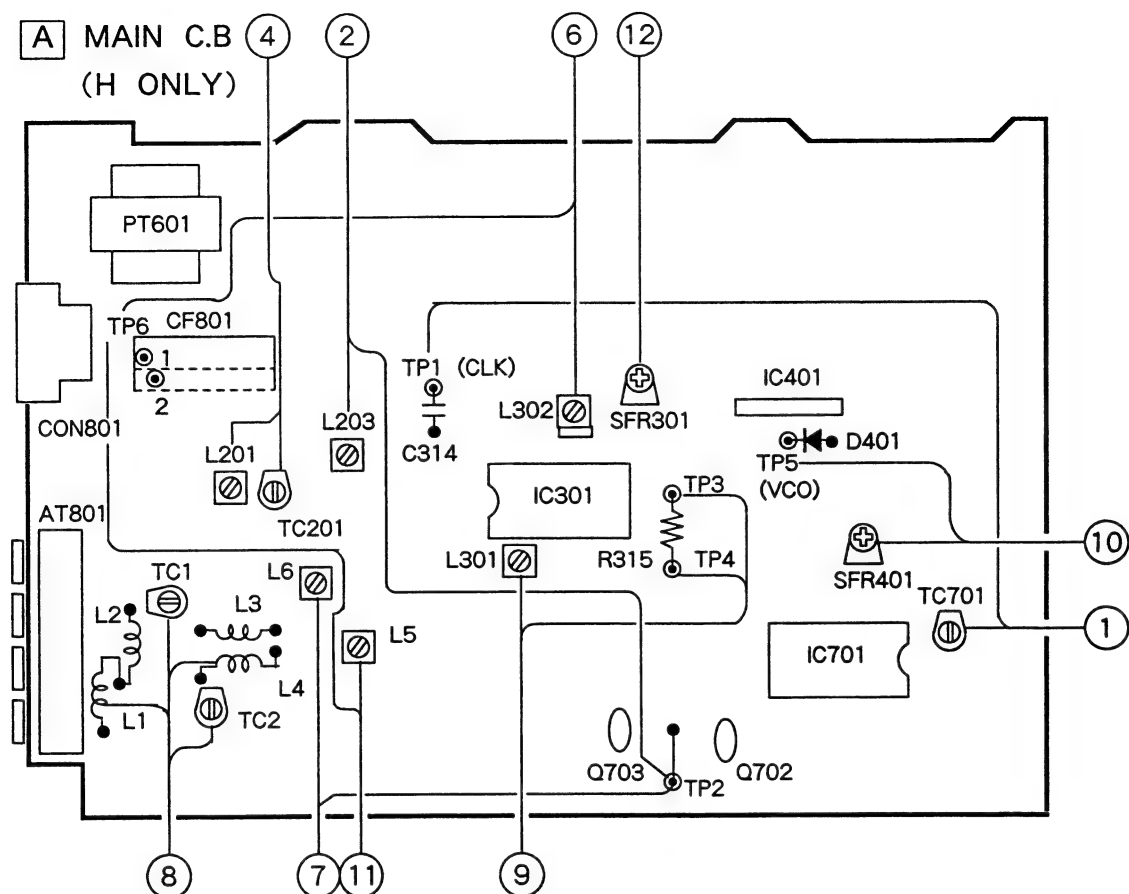 A MAIN C.B
(H ONLY)
4
2
6
12
PT601
TP6
CF801
1
2
CON801
TP1 (CLK)
C314
L302
SFR301
IC401
D401
TP5
(VCO)
L203
L201
TC201
IC301
TP3
R315
TP4
L301
AT801
10
SFR401
TC701
1
IC701
TC1
L6
L3
L2
L5
L4
L1
TC2
Q703
Q702
TP2
8
7
11
9